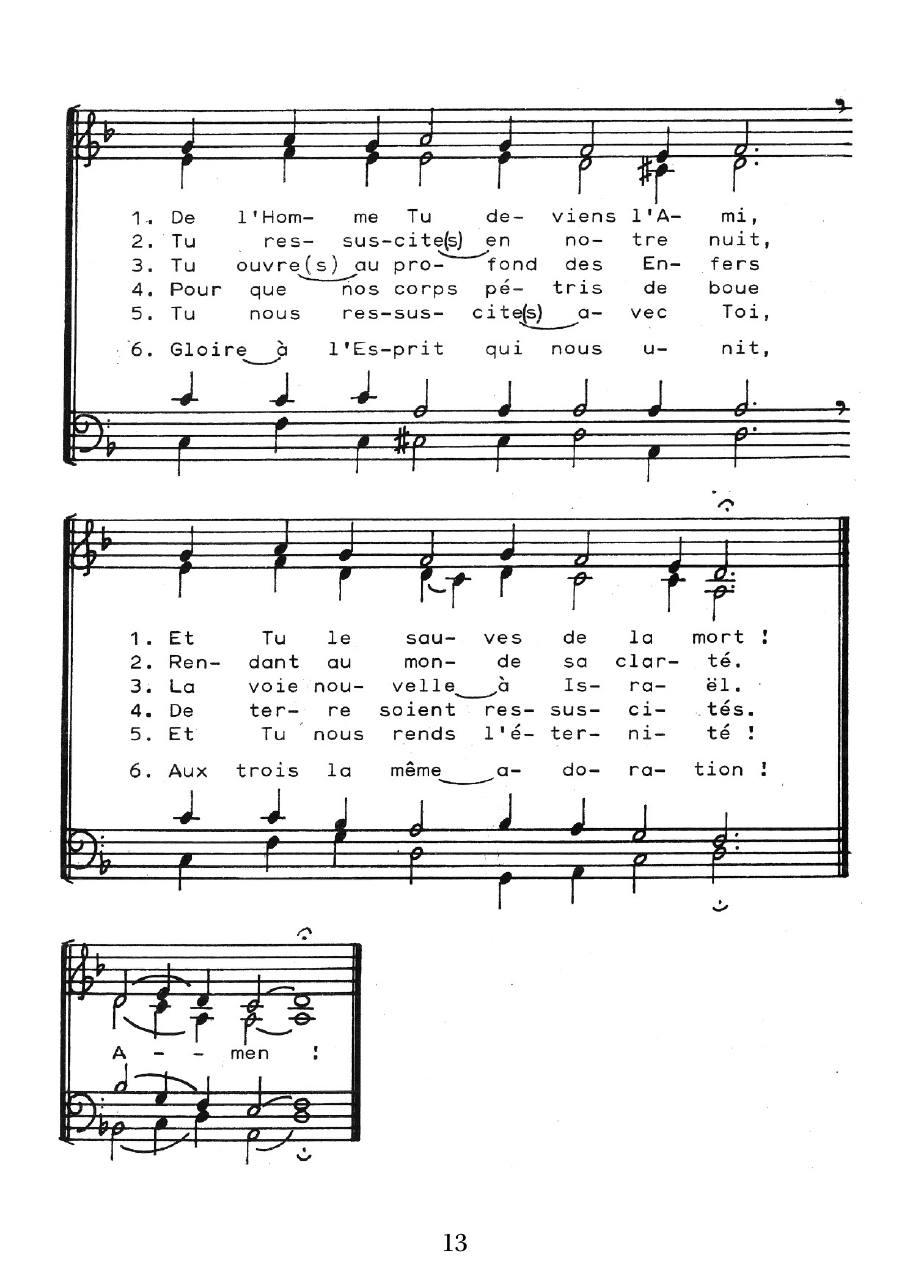 1. De l'Hom- me Tu de- viens l'A- mi,
2. Tu res- sus-cite(s) en no- tre nuit,
3. Tu ouvre(s) au pro- fond des En- fers
4. Pour que nos corps pé- tris de boue
5. Tu nous res-sus- cite(s) a- vec Toi,
6. Gloire à l'Es-prit qui nous u- nit,
1. Et Tu le sau- ves de la mort !
2. Ren- dant au mon- de sa clar- té.
3. La voie nou- velle à Is- ra- ël.
4. De ter- re soient res- sus- ci- tés.
5. Et Tu nous rends l'é- ter- ni- té !
6. Aux trois la même a- do- ra- tion !
A - - men !
13